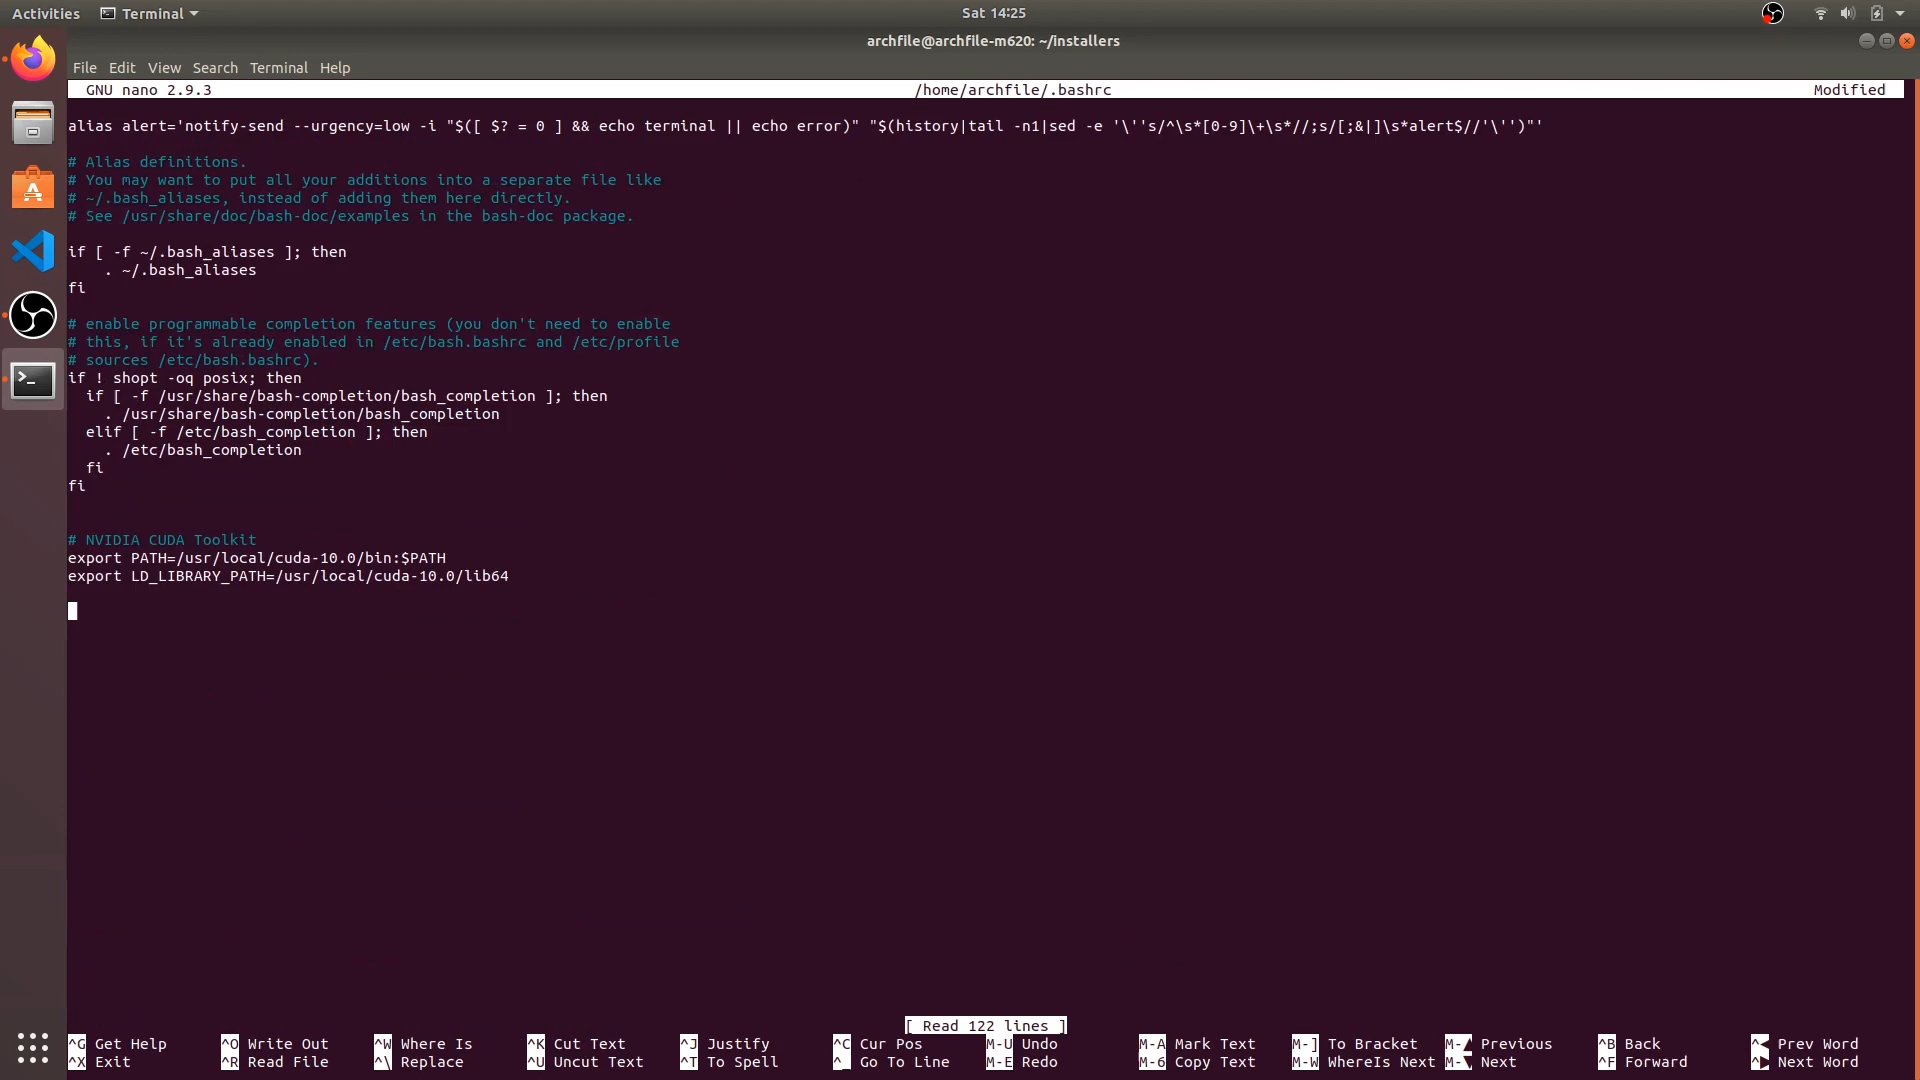 Activities Terminal Sat 14:25
archfile@archfile-m620: ~/installers
File Edit View Search Terminal Help
GNU nano 2.9.3 /home/archfile/.bashrc Modified
alias alert='notify-send --urgency=low -i "$([ $? = 0 ] && echo terminal || echo error)" "$(history|tail -n1|sed -e '\''s/^\s*[0-9]\+\s*//;s/[;&|]\s*alert$//'\'')"'
# Alias definitions.
# You may want to put all your additions into a separate file like
# ~/.bash_aliases, instead of adding them here directly.
# See /usr/share/doc/bash-doc/examples in the bash-doc package.
if [ -f ~/.bash_aliases ]; then
    . ~/.bash_aliases
fi
# enable programmable completion features (you don't need to enable
# this, if it's already enabled in /etc/bash.bashrc and /etc/profile
# sources /etc/bash.bashrc).
if ! shopt -oq posix; then
  if [ -f /usr/share/bash-completion/bash_completion ]; then
    . /usr/share/bash-completion/bash_completion
  elif [ -f /etc/bash_completion ]; then
    . /etc/bash_completion
  fi
fi
# NVIDIA CUDA Toolkit
export PATH=/usr/local/cuda-10.0/bin:$PATH
export LD_LIBRARY_PATH=/usr/local/cuda-10.0/lib64
[ Read 122 lines ]
^G Get Help ^O Write Out ^W Where Is ^K Cut Text ^J Justify ^C Cur Pos M-U Undo M-A Mark Text M-] To Bracket M-▲ Previous ^B Back ^◀ Prev Word
^X Exit ^R Read File ^\ Replace ^U Uncut Text ^T To Spell ^_ Go To Line M-E Redo M-6 Copy Text M-W WhereIs Next M-▼ Next ^F Forward ^▶ Next Word